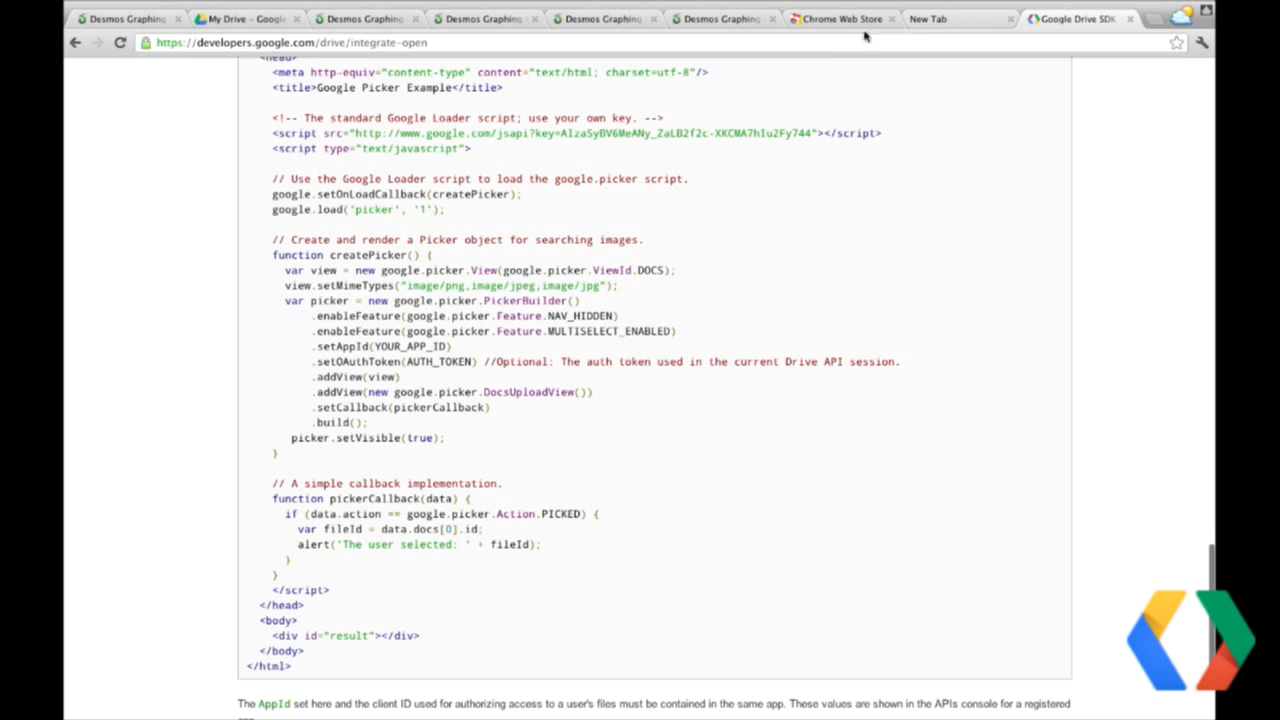 Desmos Graphing
My Drive – Google
Desmos Graphing
Desmos Graphing
Desmos Graphing
Desmos Graphing
Chrome Web Store
New Tab
Google Drive SDK
https://developers.google.com/drive/integrate-open
<head>
<meta http-equiv="content-type" content="text/html; charset=utf-8"/>
<title>Google Picker Example</title>
<!-- The standard Google Loader script; use your own key. -->
<script src="http://www.google.com/jsapi?key=AIzaSyBV6MeANy_ZaLB2f2c-XKCMA7hIu2Fy744"></script>
<script type="text/javascript">
// Use the Google Loader script to load the google.picker script.
google.setOnLoadCallback(createPicker);
google.load('picker', '1');
// Create and render a Picker object for searching images.
function createPicker() {
var view = new google.picker.View(google.picker.ViewId.DOCS);
view.setMimeTypes("image/png,image/jpeg,image/jpg");
var picker = new google.picker.PickerBuilder()
.enableFeature(google.picker.Feature.NAV_HIDDEN)
.enableFeature(google.picker.Feature.MULTISELECT_ENABLED)
.setAppId(YOUR_APP_ID)
.setOAuthToken(AUTH_TOKEN) //Optional: The auth token used in the current Drive API session.
.addView(view)
.addView(new google.picker.DocsUploadView())
.setCallback(pickerCallback)
.build();
picker.setVisible(true);
}
// A simple callback implementation.
function pickerCallback(data) {
if (data.action == google.picker.Action.PICKED) {
var fileId = data.docs[0].id;
alert('The user selected: ' + fileId);
}
}
</script>
</head>
<body>
<div id="result"></div>
</body>
</html>
The AppId set here and the client ID used for authorizing access to a user's files must be contained in the same app. These values are shown in the APIs console for a registered